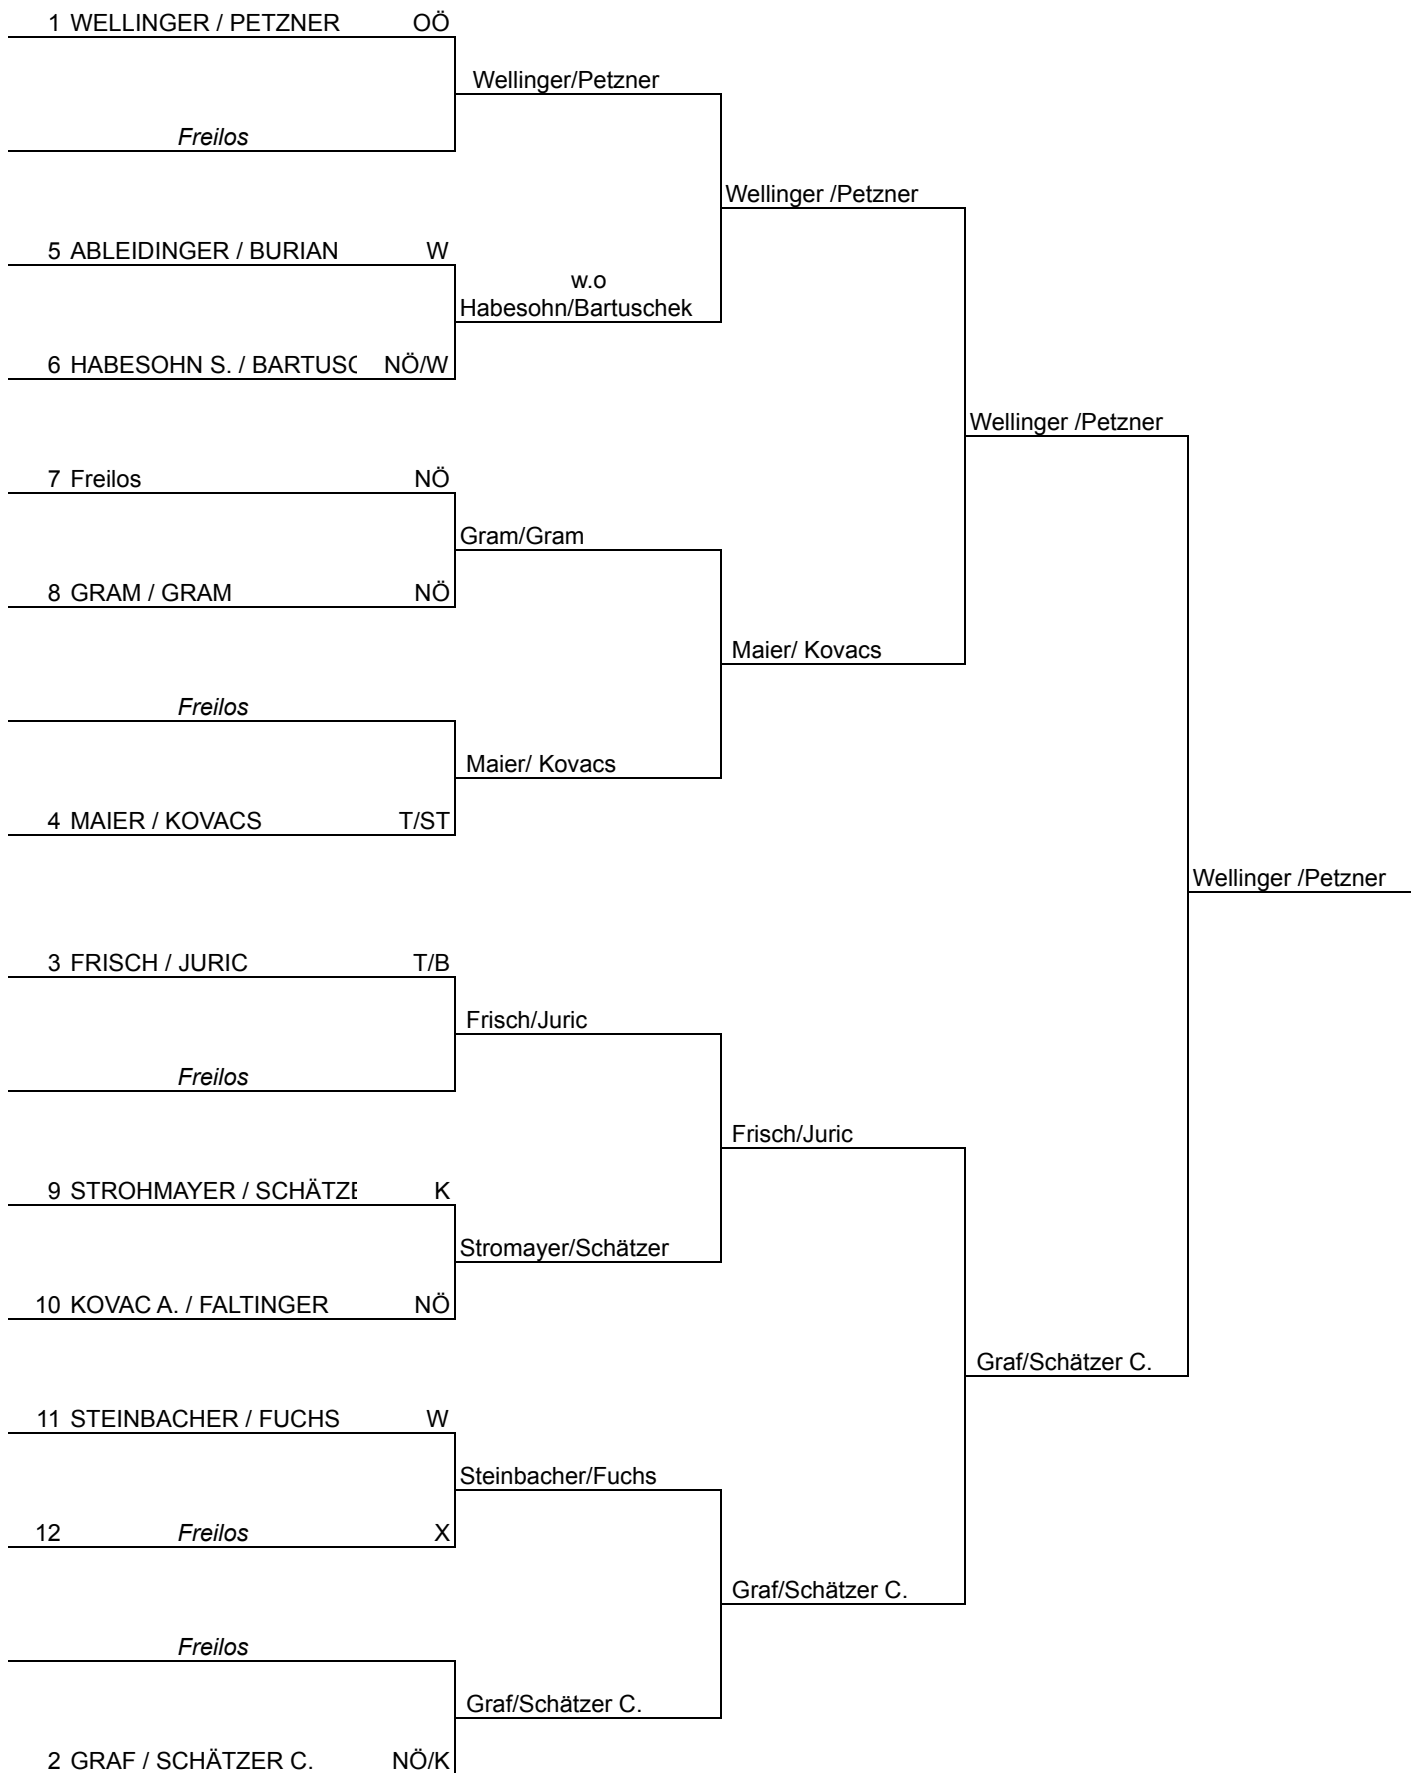 1 WELLINGER / PETZNER OÖ
Wellinger/Petzner
Freilos
Wellinger /Petzner
5 ABLEIDINGER / BURIAN W
w.o
Habesohn/Bartuschek
6 HABESOHN S. / BARTUSC NÖ/W
Wellinger /Petzner
7 Freilos NÖ
Gram/Gram
8 GRAM / GRAM NÖ
Maier/ Kovacs
Freilos
Maier/ Kovacs
4 MAIER / KOVACS T/ST
Wellinger /Petzner
3 FRISCH / JURIC T/B
Frisch/Juric
Freilos
Frisch/Juric
9 STROHMAYER / SCHÄTZE K
Stromayer/Schätzer
10 KOVAC A. / FALTINGER NÖ
Graf/Schätzer C.
11 STEINBACHER / FUCHS W
Steinbacher/Fuchs
12 Freilos X
Graf/Schätzer C.
Freilos
Graf/Schätzer C.
2 GRAF / SCHÄTZER C. NÖ/K